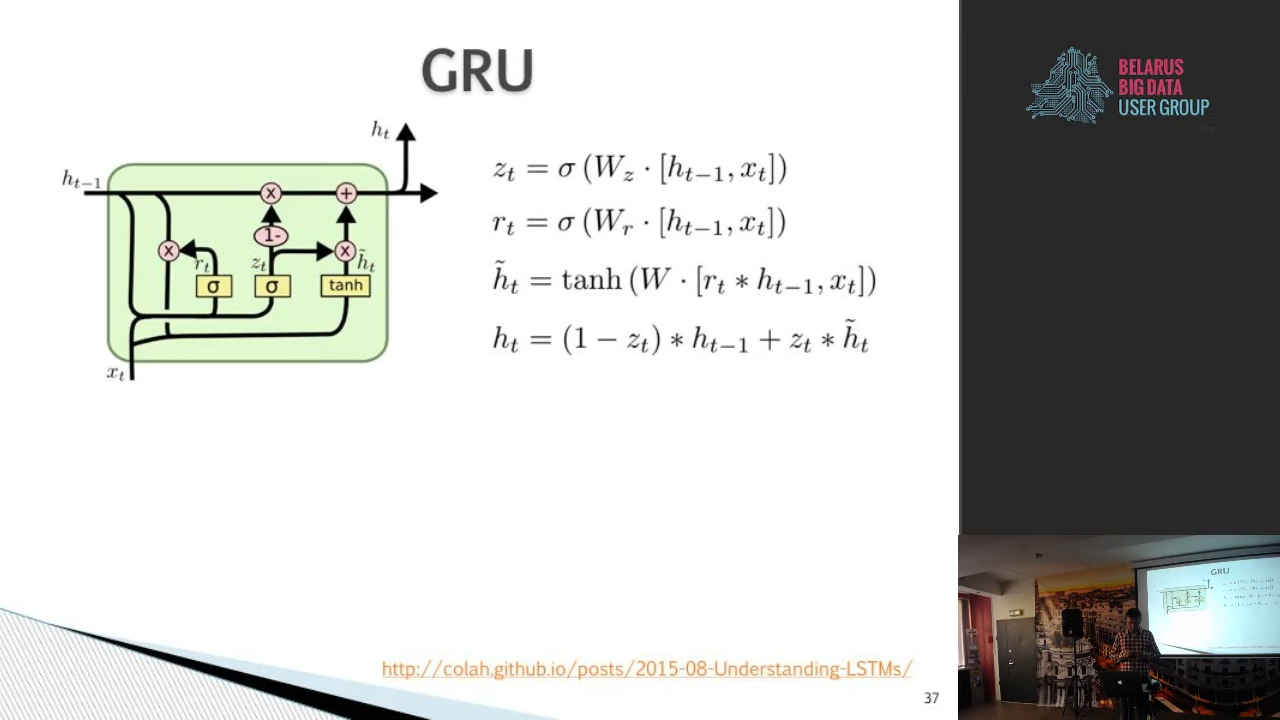 GRU
h_t
h_{t-1}
x
+
1-
x
r_t
z_t
x
h̃_t
σ
σ
tanh
x_t
z_t = σ (W_z · [h_{t-1}, x_t])
r_t = σ (W_r · [h_{t-1}, x_t])
h̃_t = tanh (W · [r_t * h_{t-1}, x_t])
h_t = (1 − z_t) * h_{t-1} + z_t * h̃_t
http://colah.github.io/posts/2015-08-Understanding-LSTMs/
37
BELARUS
BIG DATA
USER GROUP
GRU